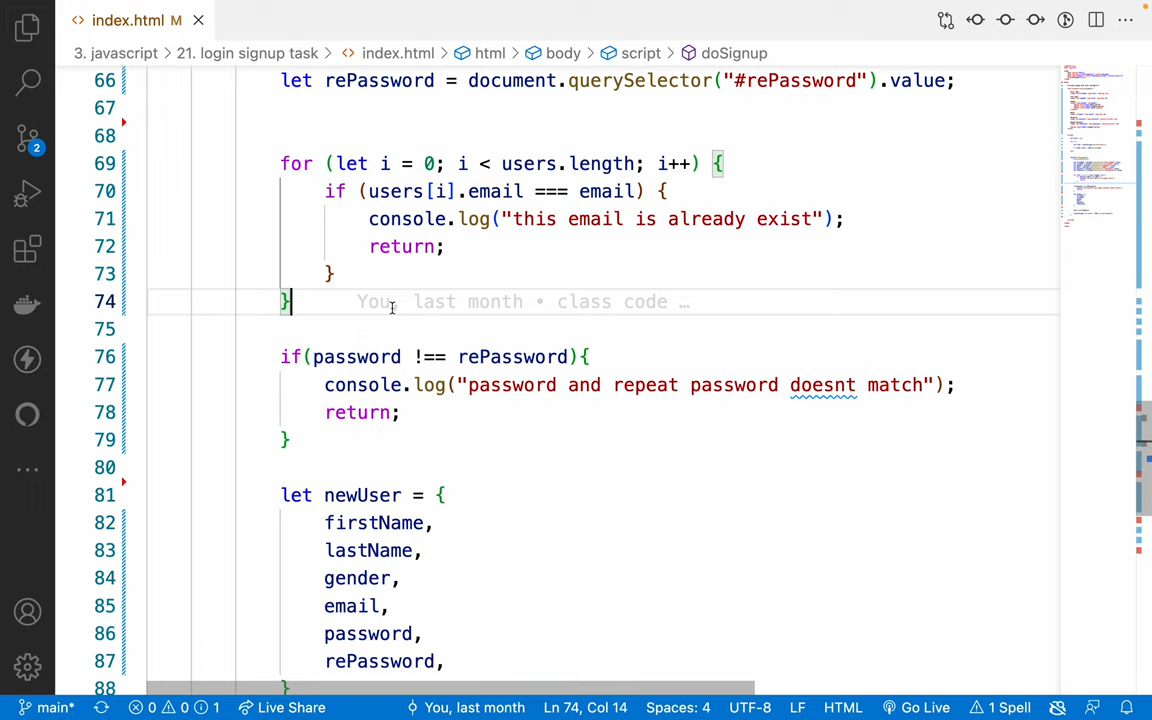 index.html M
3. javascript > 21. login signup task > index.html > html > body > script > doSignup
66 let rePassword = document.querySelector("#rePassword").value;
67
68
69 for (let i = 0; i < users.length; i++) {
70 if (users[i].email === email) {
71 console.log("this email is already exist");
72 return;
73 }
74 } You, last month • class code …
75
76 if(password !== rePassword){
77 console.log("password and repeat password doesnt match");
78 return;
79 }
80
81 let newUser = {
82 firstName,
83 lastName,
84 gender,
85 email,
86 password,
87 rePassword,
88 }
2
main* 0 0 1 Live Share You, last month Ln 74, Col 14 Spaces: 4 UTF-8 LF HTML Go Live 1 Spell